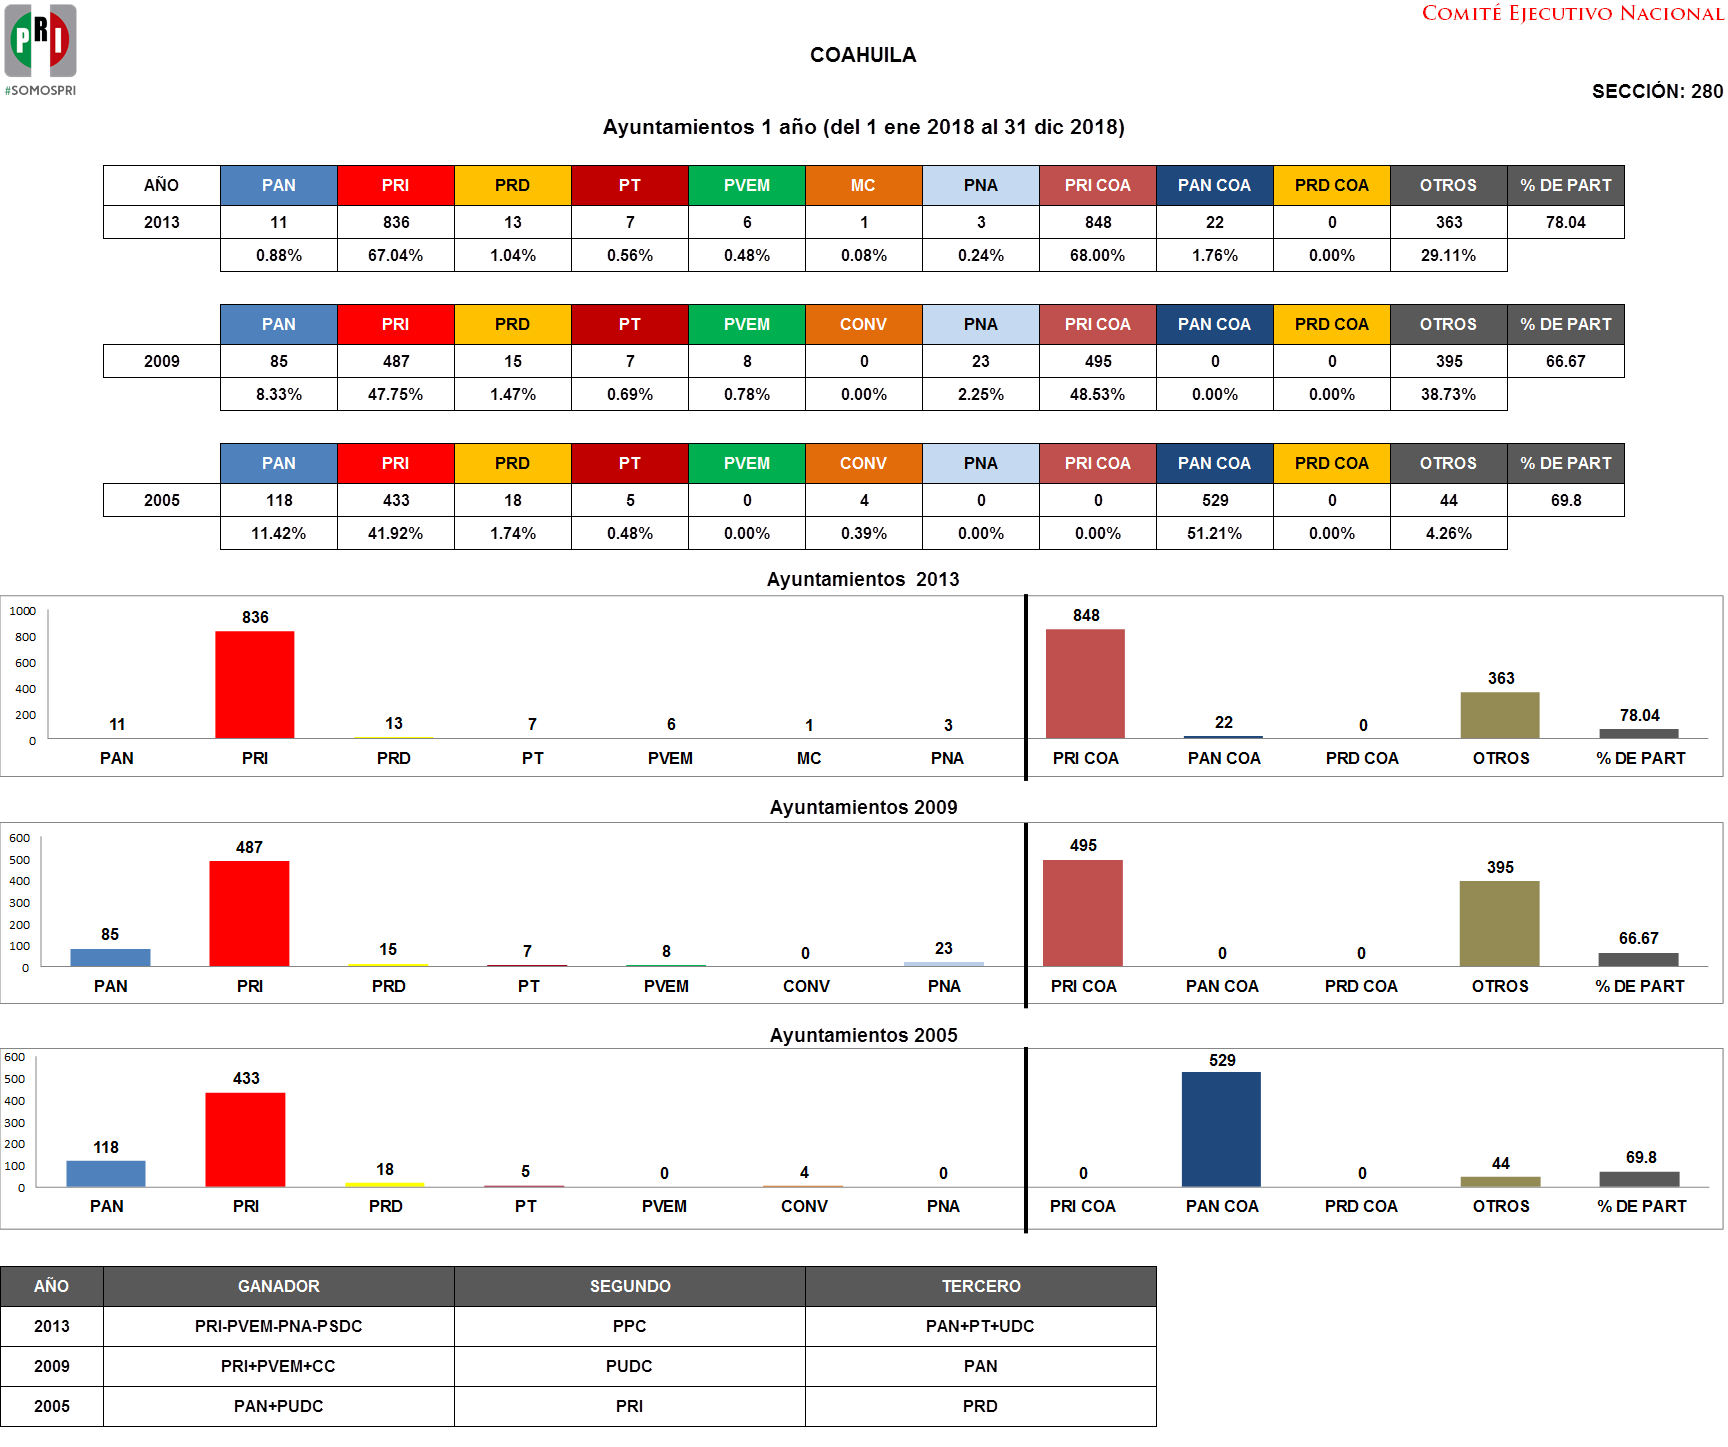 PRI
#SOMOSPRI
COMITÉ EJECUTIVO NACIONAL
COAHUILA
SECCIÓN: 280
Ayuntamientos 1 año (del 1 ene 2018 al 31 dic 2018)
AÑO PAN PRI PRD PT PVEM MC PNA PRI COA PAN COA PRD COA OTROS % DE PART
2013 11 836 13 7 6 1 3 848 22 0 363 78.04
0.88% 67.04% 1.04% 0.56% 0.48% 0.08% 0.24% 68.00% 1.76% 0.00% 29.11%
PAN PRI PRD PT PVEM CONV PNA PRI COA PAN COA PRD COA OTROS % DE PART
2009 85 487 15 7 8 0 23 495 0 0 395 66.67
8.33% 47.75% 1.47% 0.69% 0.78% 0.00% 2.25% 48.53% 0.00% 0.00% 38.73%
PAN PRI PRD PT PVEM CONV PNA PRI COA PAN COA PRD COA OTROS % DE PART
2005 118 433 18 5 0 4 0 0 529 0 44 69.8
11.42% 41.92% 1.74% 0.48% 0.00% 0.39% 0.00% 0.00% 51.21% 0.00% 4.26%
Ayuntamientos 2013
1000
800
600
400
200
0
11 836 13 7 6 1 3 848 22 0 363 78.04
PAN PRI PRD PT PVEM MC PNA PRI COA PAN COA PRD COA OTROS % DE PART
Ayuntamientos 2009
600
500
400
300
200
100
0
85 487 15 7 8 0 23 495 0 0 395 66.67
PAN PRI PRD PT PVEM CONV PNA PRI COA PAN COA PRD COA OTROS % DE PART
Ayuntamientos 2005
600
500
400
300
200
100
0
118 433 18 5 0 4 0 0 529 0 44 69.8
PAN PRI PRD PT PVEM CONV PNA PRI COA PAN COA PRD COA OTROS % DE PART
AÑO GANADOR SEGUNDO TERCERO
2013 PRI-PVEM-PNA-PSDC PPC PAN+PT+UDC
2009 PRI+PVEM+CC PUDC PAN
2005 PAN+PUDC PRI PRD